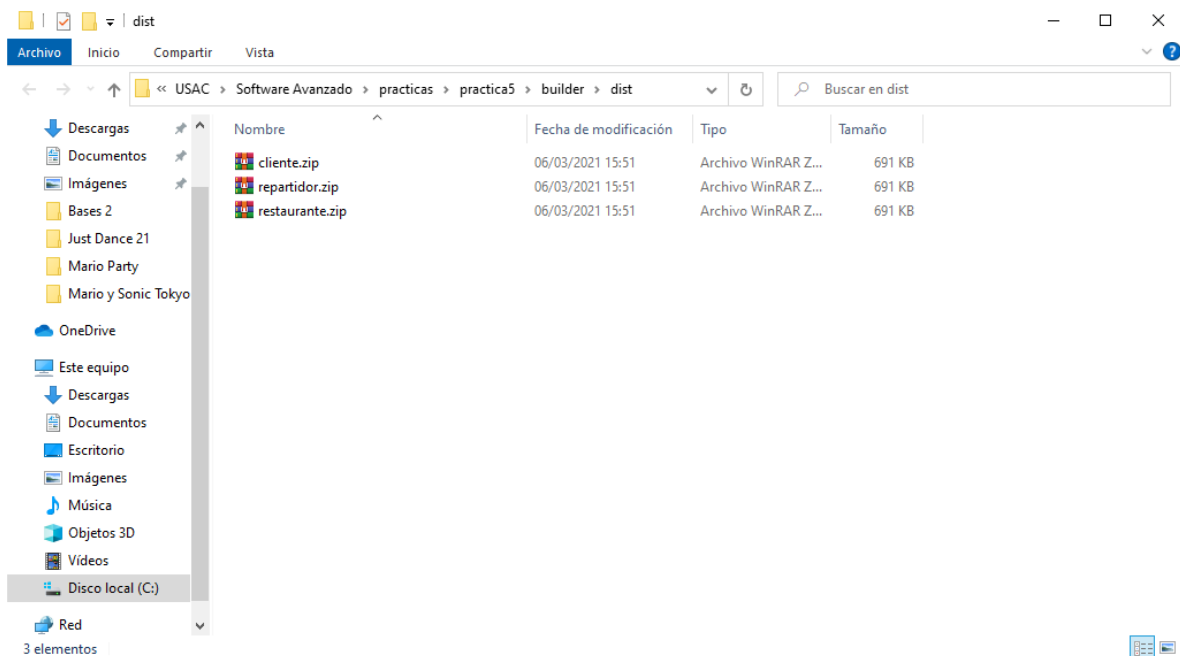 dist
Archivo Inicio Compartir Vista
« USAC › Software Avanzado › practicas › practica5 › builder › dist
Buscar en dist
Descargas
Documentos
Imágenes
Bases 2
Just Dance 21
Mario Party
Mario y Sonic Tokyo
OneDrive
Este equipo
Descargas
Documentos
Escritorio
Imágenes
Música
Objetos 3D
Vídeos
Disco local (C:)
Red
Nombre Fecha de modificación Tipo Tamaño
cliente.zip 06/03/2021 15:51 Archivo WinRAR Z... 691 KB
repartidor.zip 06/03/2021 15:51 Archivo WinRAR Z... 691 KB
restaurante.zip 06/03/2021 15:51 Archivo WinRAR Z... 691 KB
3 elementos